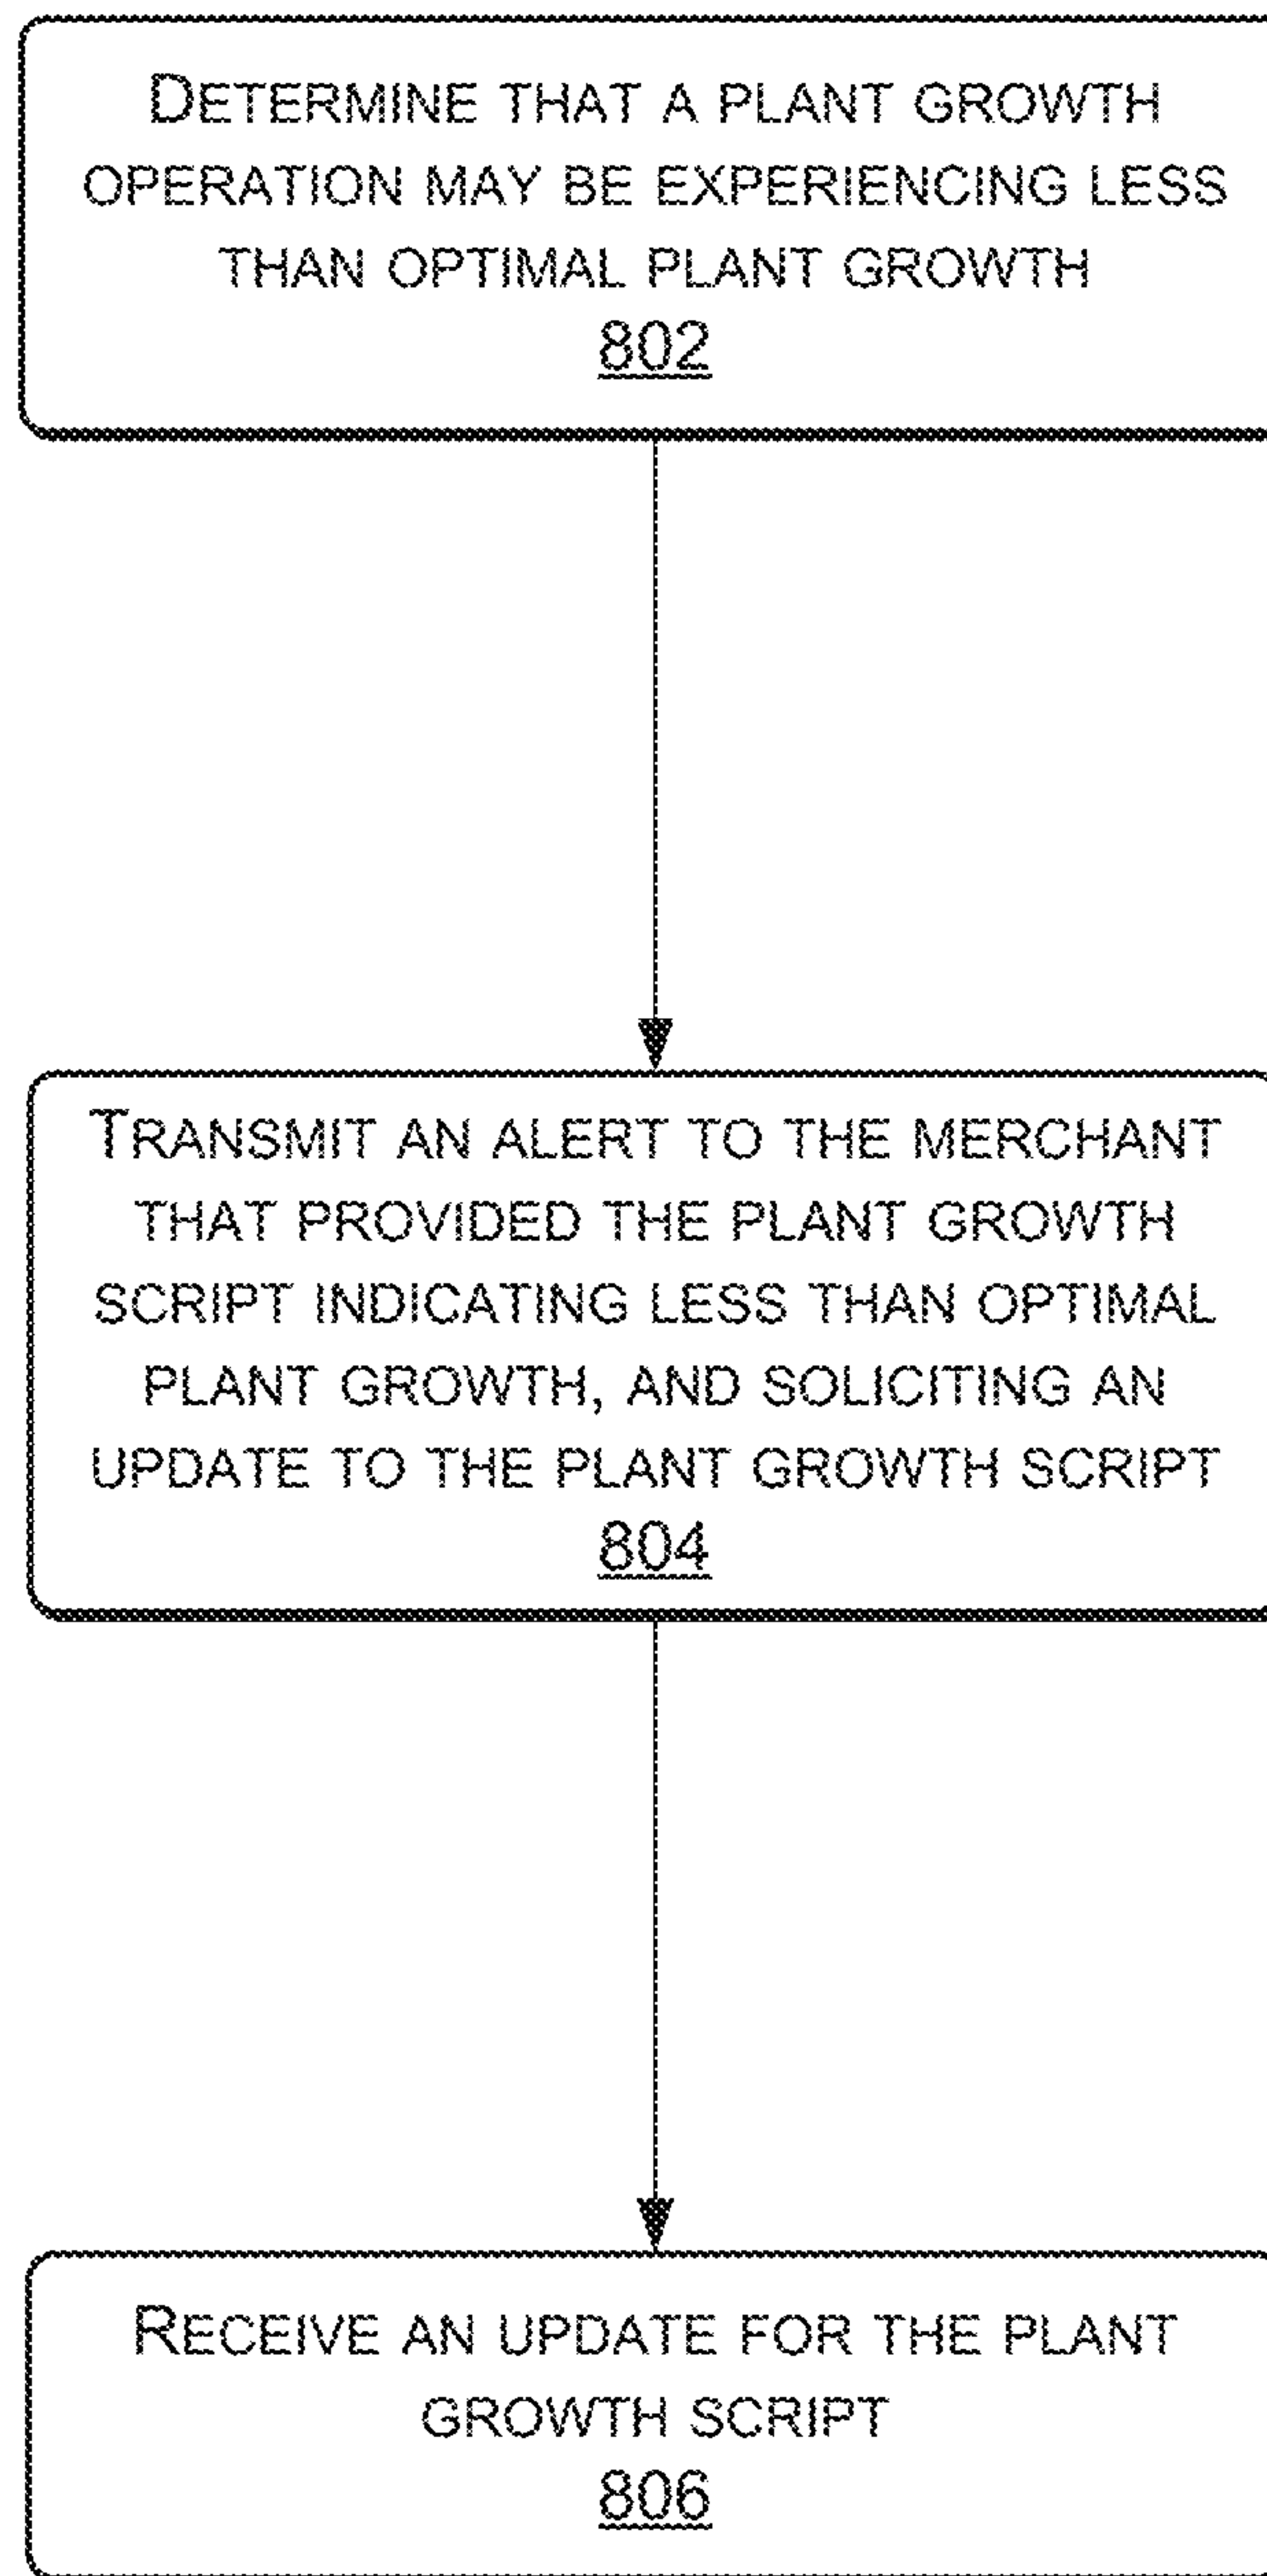 DETERMINE THAT A PLANT GROWTH
OPERATION MAY BE EXPERIENCING LESS
THAN OPTIMAL PLANT GROWTH
802
TRANSMIT AN ALERT TO THE MERCHANT
THAT PROVIDED THE PLANT GROWTH
SCRIPT INDICATING LESS THAN OPTIMAL
PLANT GROWTH, AND SOLICITING AN
UPDATE TO THE PLANT GROWTH SCRIPT
804
RECEIVE AN UPDATE FOR THE PLANT
GROWTH SCRIPT
806